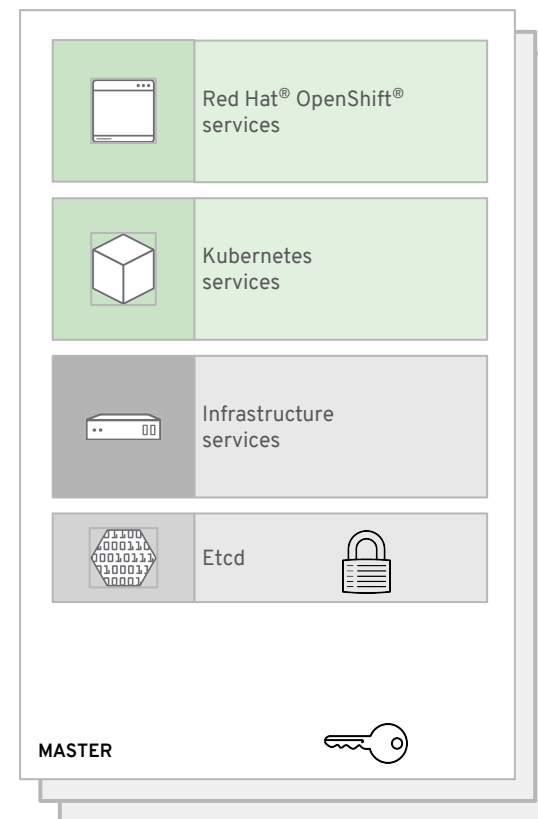 Red Hat® OpenShift®
services
Kubernetes
services
Infrastructure
services
Etcd
MASTER